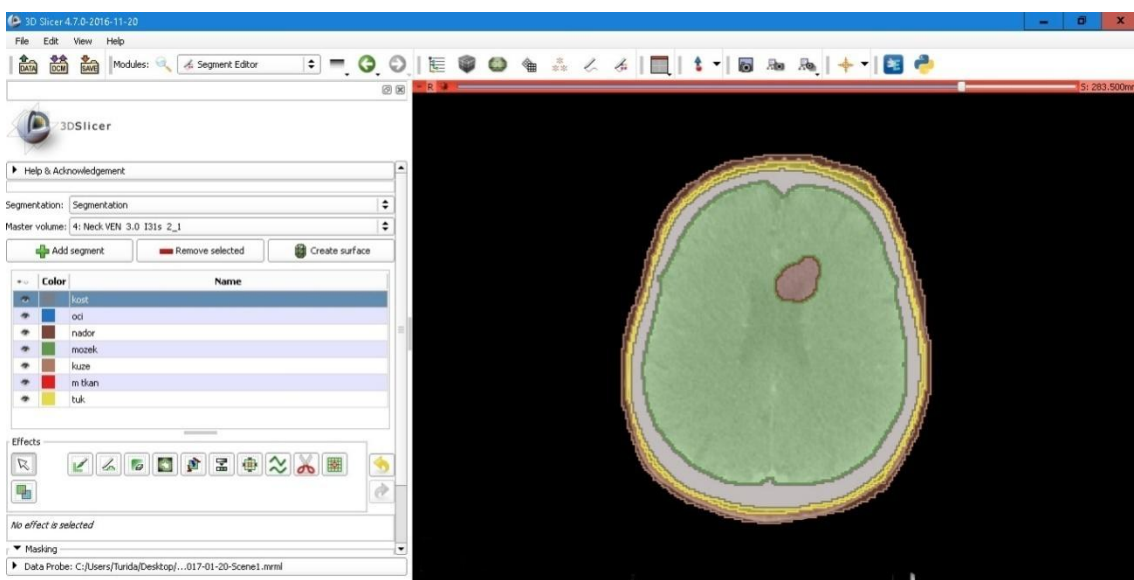 3D Slicer 4.7.0-2016-11-20
File Edit View Help
DATA DCM SAVE Modules: Segment Editor
R S: 283.500mm
3DSlicer
Help & Acknowledgement
Segmentation: Segmentation
Master volume: 4: Neck VEN 3.0 I31s 2_1
Add segment Remove selected Create surface
Color Name
kost
oci
nador
mozek
kuze
m tkan
tuk
Effects
No effect is selected
Masking
Data Probe: C:/Users/Turida/Desktop/...017-01-20-Scene1.mrml